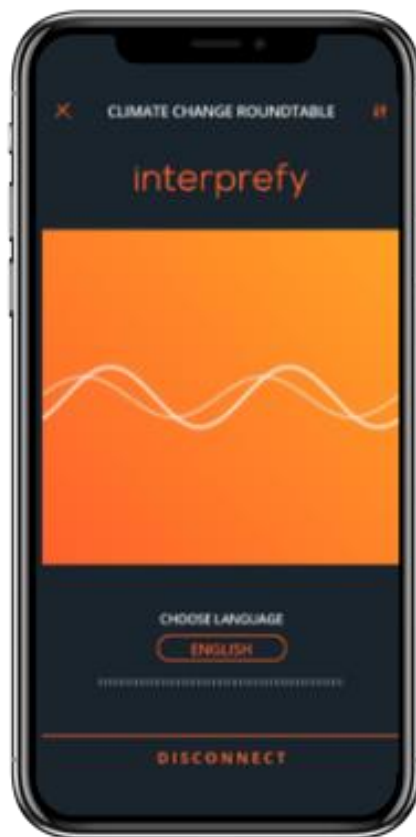 CLIMATE CHANGE ROUNDTABLE
interprefy
CHOOSE LANGUAGE
ENGLISH
DISCONNECT